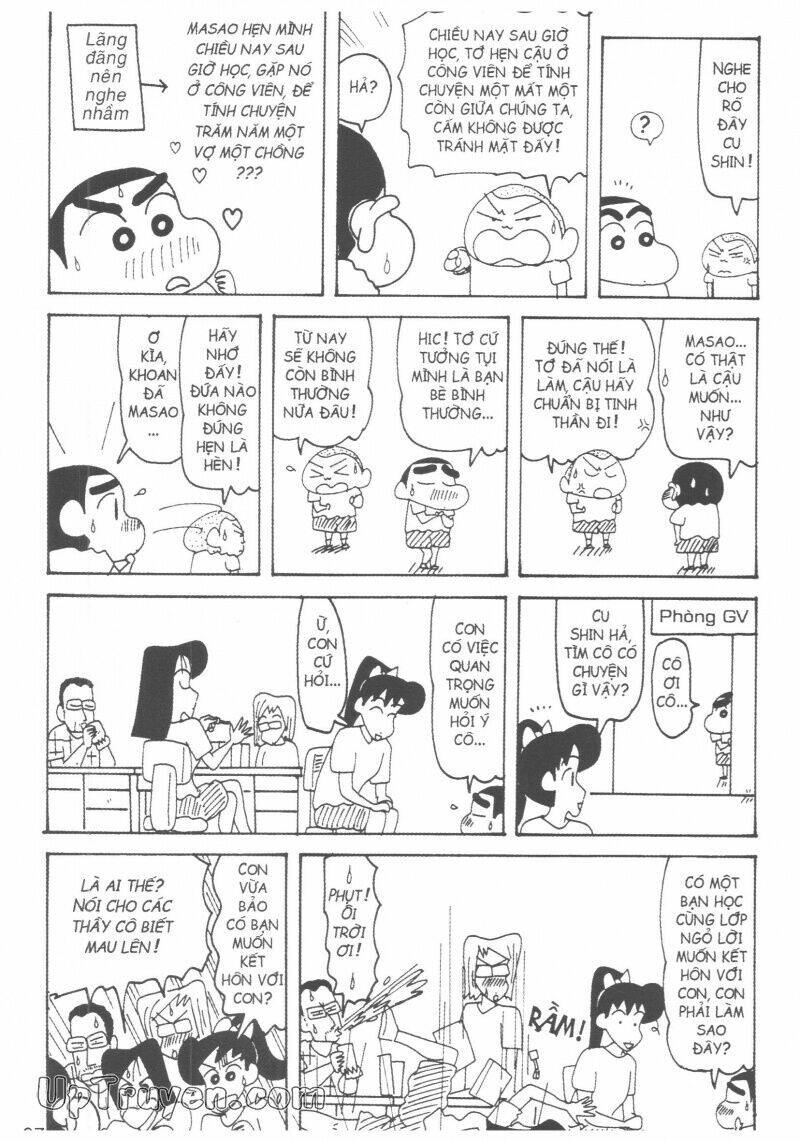 NGHE
CHO
RÕ
ĐÂY
CU
SHIN!
?
CHIỀU NAY SAU GIỜ
HỌC, TỚ HẸN CẬU Ở
CÔNG VIÊN ĐỂ TÍNH
CHUYỆN MỘT MẤT MỘT
CÒN GIỮA CHÚNG TA,
CẤM KHÔNG ĐƯỢC
TRÁNH MẶT ĐẤY!
HẢ?
MASAO HẸN MÌNH
CHIỀU NAY SAU
GIỜ HỌC, GẶP NÓ
Ở CÔNG VIÊN, ĐỂ
TÍNH CHUYỆN
TRĂM NĂM MỘT
VỢ MỘT CHỒNG
???
Lãng
đãng
nên
nghe
nhầm
MASAO...
CÓ THẬT
LÀ CẬU
MUỐN...
NHƯ
VẬY?
ĐÚNG THẾ!
TỚ ĐÃ NÓI LÀ
LÀM, CẬU HÃY
CHUẨN BỊ TINH
THẦN ĐI!
HIC! TỚ CỨ
TƯỞNG TỤI
MÌNH LÀ BẠN
BÈ BÌNH
THƯỜNG...
TỪ NAY
SẼ KHÔNG
CÒN BÌNH
THƯỜNG
NỮA ĐÂU!
HÃY
NHỚ
ĐẤY!
ĐỨA NÀO
KHÔNG
ĐÚNG
HẸN LÀ
HÈN!
Ơ
KÌA,
KHOAN
ĐÃ
MASAO
...
Phòng GV
CÔ
ƠI
CÔ...
CU
SHIN HẢ,
TÌM CÔ CÓ
CHUYỆN
GÌ VẬY?
CON
CÓ VIỆC
QUAN
TRỌNG
MUỐN
HỎI Ý
CÔ...
Ừ,
CON
CỨ
HỎI...
CÓ MỘT
BẠN HỌC
CÙNG LỚP
NGỎ LỜI
MUỐN KẾT
HÔN VỚI
CON, CON
PHẢI LÀM
SAO
ĐÂY?
RẦM!
PHỤT!
ÔI
TRỜI
ƠI!
CON
VỪA
BẢO
CÓ BẠN
MUỐN
KẾT
HÔN VỚI
CON?
LÀ AI THẾ?
NÓI CHO CÁC
THẦY CÔ BIẾT
MAU LÊN!
UpTruyen.com